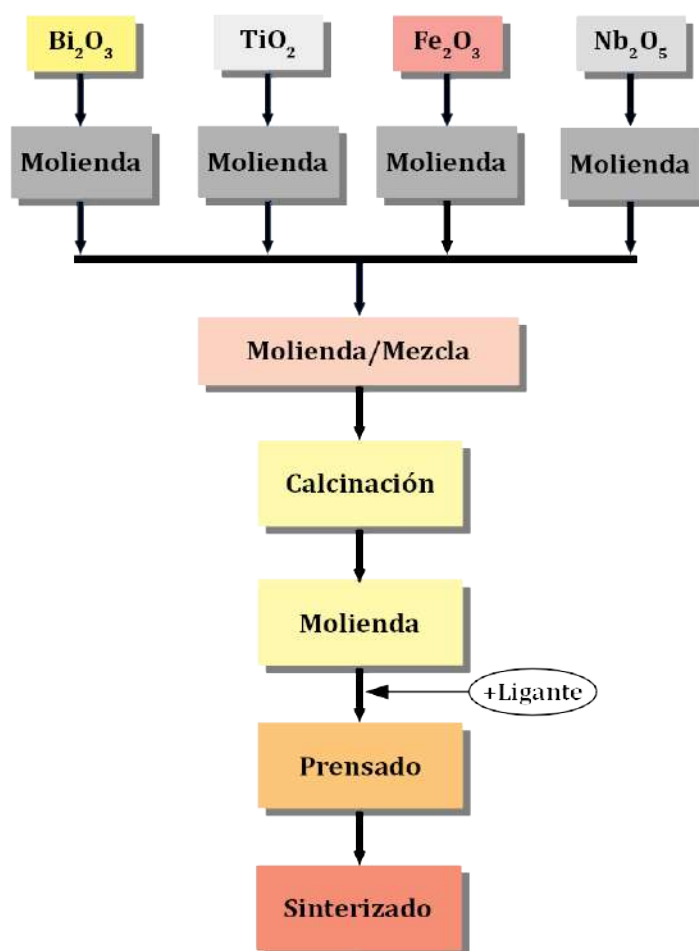 Bi₂O₃
TiO₂
Fe₂O₃
Nb₂O₅
Molienda
Molienda
Molienda
Molienda
Molienda/Mezcla
Calcinación
Molienda
+Ligante
Prensado
Sinterizado